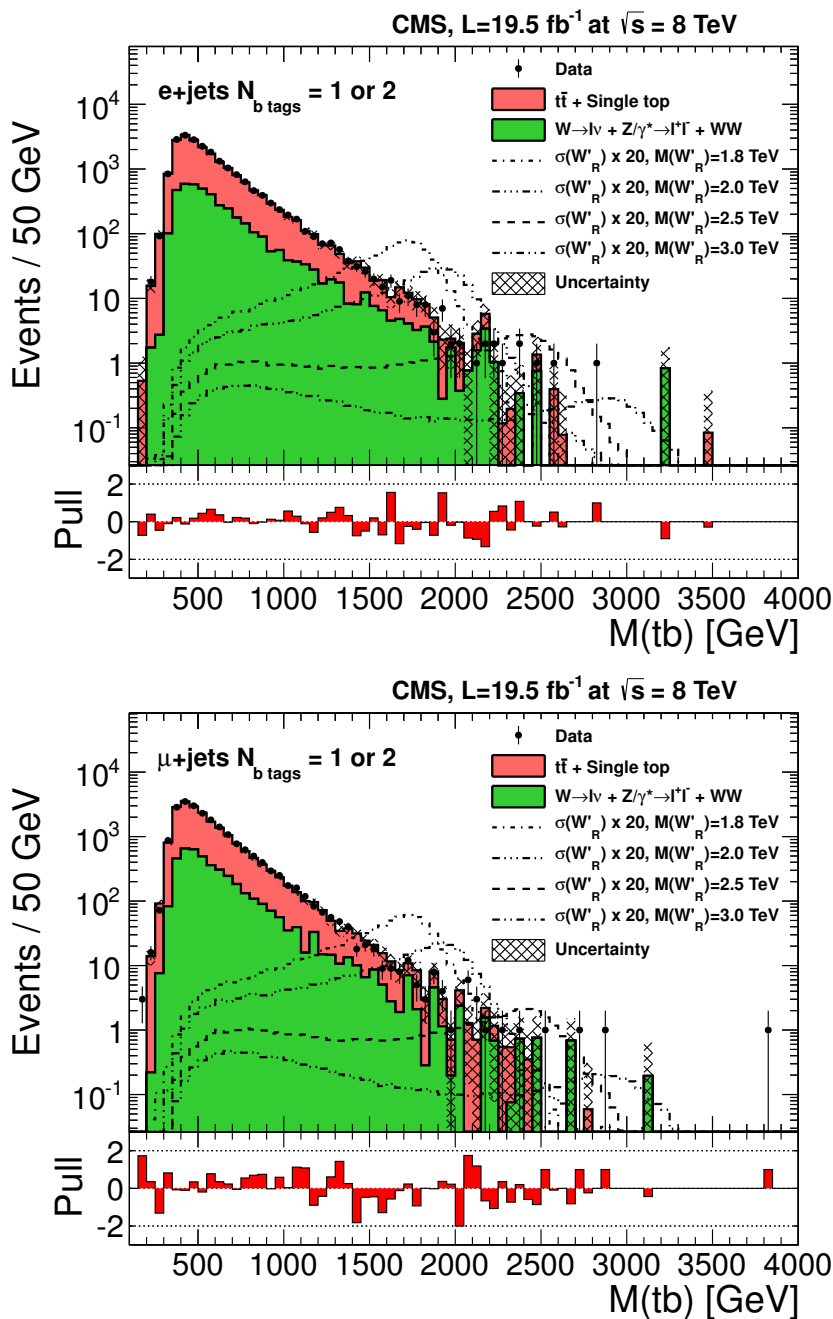 CMS, L=19.5 fb⁻¹ at √s = 8 TeV
e+jets N_b tags = 1 or 2
Data
tt̄ + Single top
W→lν + Z/γ*→l⁺l⁻ + WW
σ(W'_R) x 20, M(W'_R)=1.8 TeV
σ(W'_R) x 20, M(W'_R)=2.0 TeV
σ(W'_R) x 20, M(W'_R)=2.5 TeV
σ(W'_R) x 20, M(W'_R)=3.0 TeV
Uncertainty
Events / 50 GeV
10⁴
10³
10²
10
1
10⁻¹
Pull
2
0
-2
500 1000 1500 2000 2500 3000 3500 4000
M(tb) [GeV]
CMS, L=19.5 fb⁻¹ at √s = 8 TeV
μ+jets N_b tags = 1 or 2
Data
tt̄ + Single top
W→lν + Z/γ*→l⁺l⁻ + WW
σ(W'_R) x 20, M(W'_R)=1.8 TeV
σ(W'_R) x 20, M(W'_R)=2.0 TeV
σ(W'_R) x 20, M(W'_R)=2.5 TeV
σ(W'_R) x 20, M(W'_R)=3.0 TeV
Uncertainty
Events / 50 GeV
10⁴
10³
10²
10
1
10⁻¹
Pull
2
0
-2
500 1000 1500 2000 2500 3000 3500 4000
M(tb) [GeV]